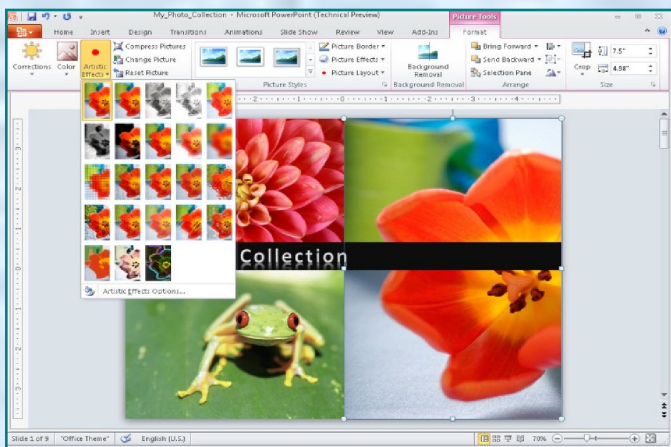 My_Photo_Collection - Microsoft PowerPoint (Technical Preview)
Picture Tools
Home Insert Design Transitions Animations Slide Show Review View Add-Ins Format
Corrections
Color
Artistic Effects
Compress Pictures
Change Picture
Reset Picture
Picture Border
Picture Effects
Picture Layout
Picture Styles
Background Removal
Background Removal
Bring Forward
Send Backward
Selection Pane
Arrange
Crop
7.5"
4.98"
Size
Collection
Artistic Effects Options...
Slide 1 of 9 "Office Theme" English (U.S.) 70%